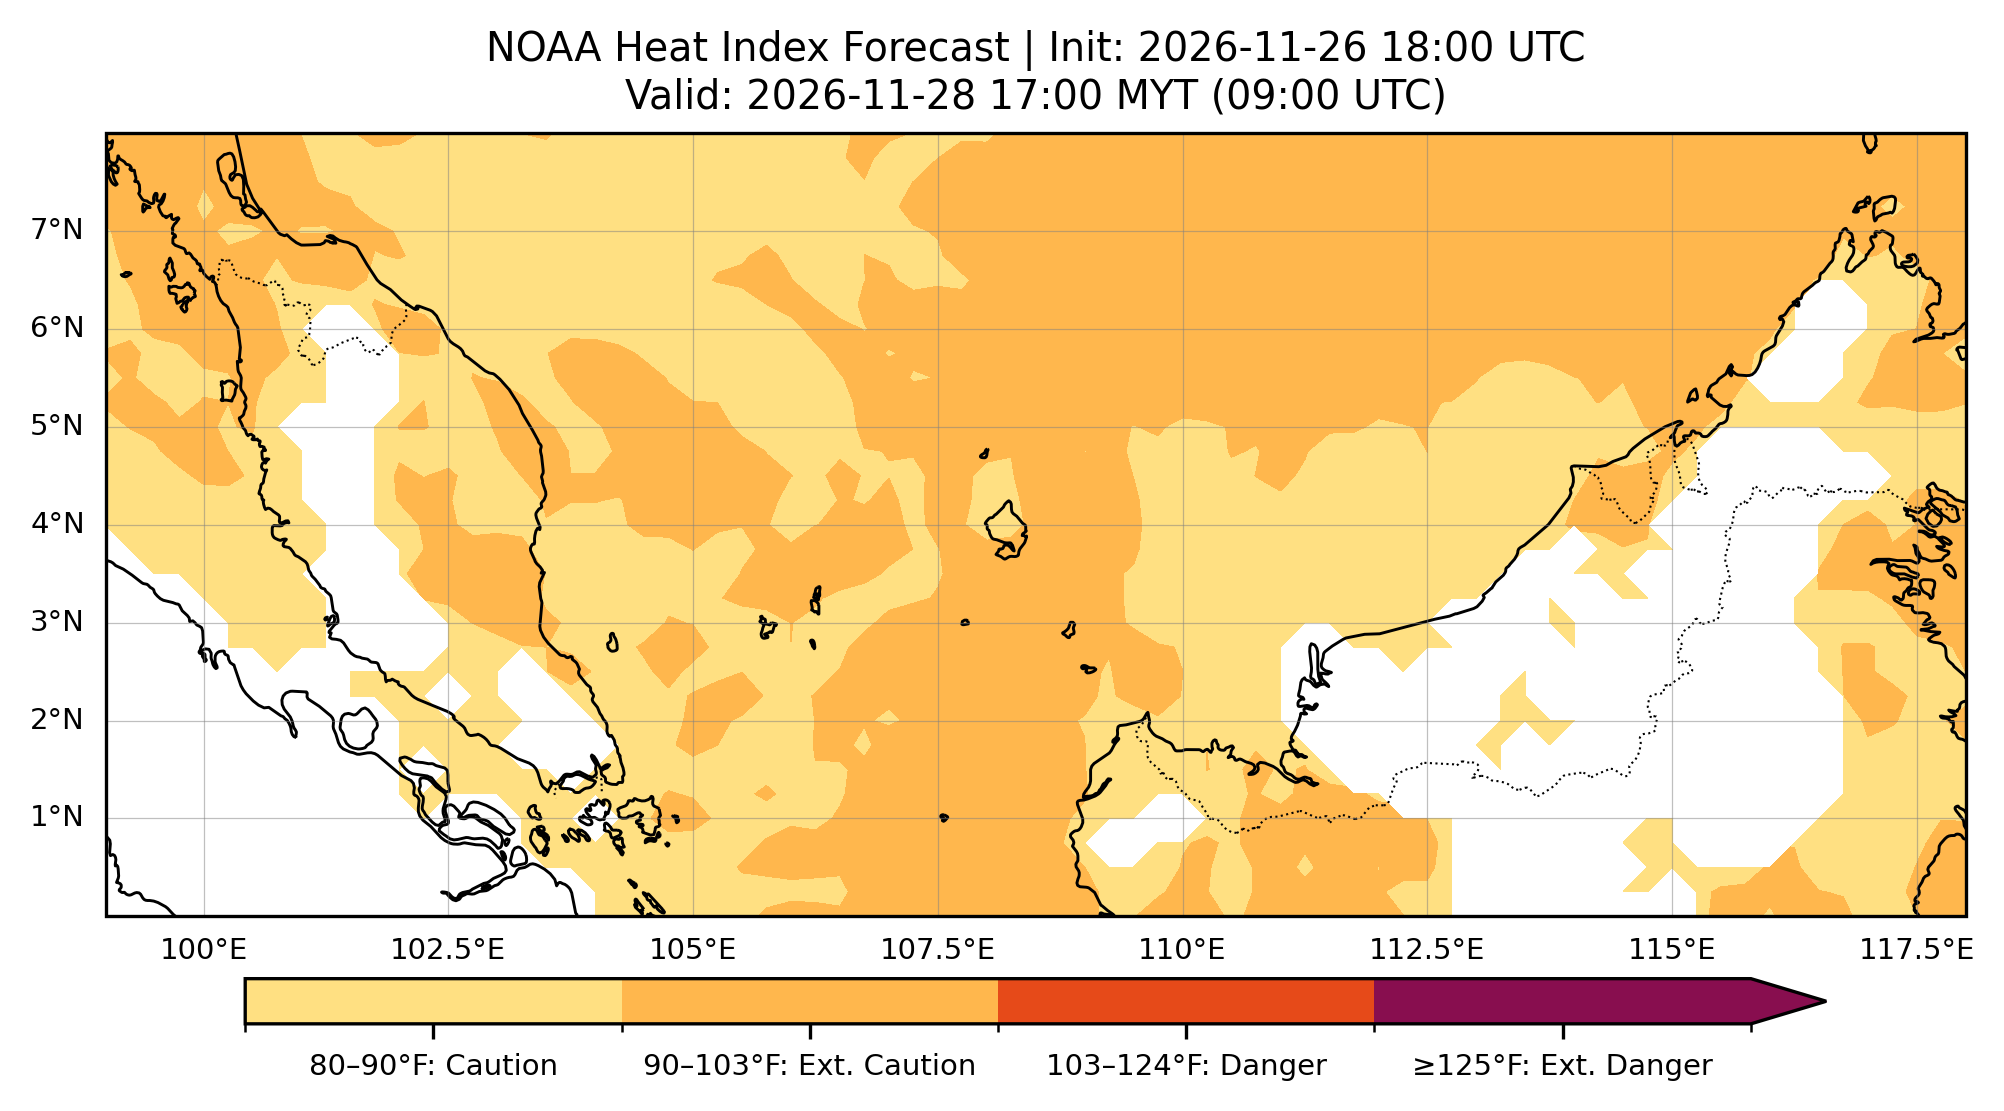 NOAA Heat Index Forecast | Init: 2026-11-26 18:00 UTC
Valid: 2026-11-28 17:00 MYT (09:00 UTC)
7°N
6°N
5°N
4°N
3°N
2°N
1°N
100°E 102.5°E 105°E 107.5°E 110°E 112.5°E 115°E 117.5°E
80–90°F: Caution 90–103°F: Ext. Caution 103–124°F: Danger ≥125°F: Ext. Danger